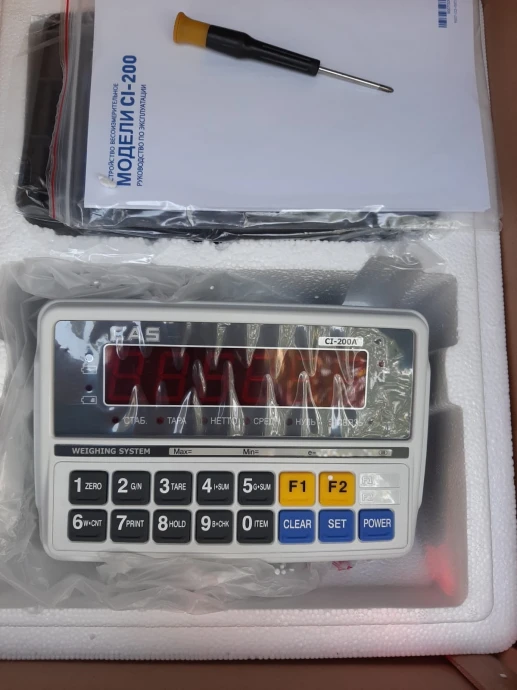 УСТРОЙСТВО ВЕСОИЗМЕРИТЕЛЬНОЕ
МОДЕЛИ CI-200
РУКОВОДСТВО ПО ЭКСПЛУАТАЦИИ
CAS
CI-200A
СТАБ. ТАРА НЕТТО СРЕД. НУЛЬ
WEIGHING SYSTEM Max= Min= e=
1 ZERO 2 G/N 3 TARE 4 I+SUM 5 G+SUM F1 F2
6 W+CNT 7 PRINT 8 HOLD 9 B+CHK 0 ITEM CLEAR SET POWER